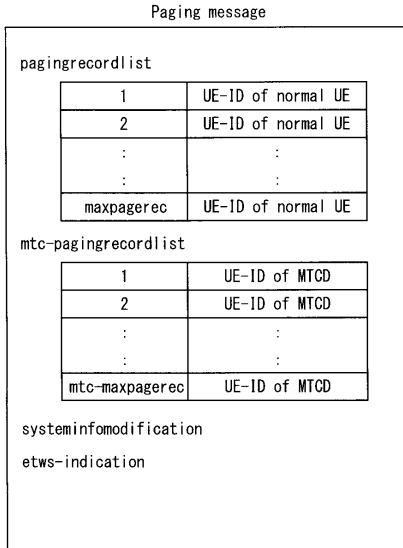 Paging message
pagingrecordlist
1 UE-ID of normal UE
2 UE-ID of normal UE
: :
: :
maxpagerec UE-ID of normal UE
mtc-pagingrecordlist
1 UE-ID of MTCD
2 UE-ID of MTCD
: :
: :
mtc-maxpagerec UE-ID of MTCD
systeminfomodification
etws-indication